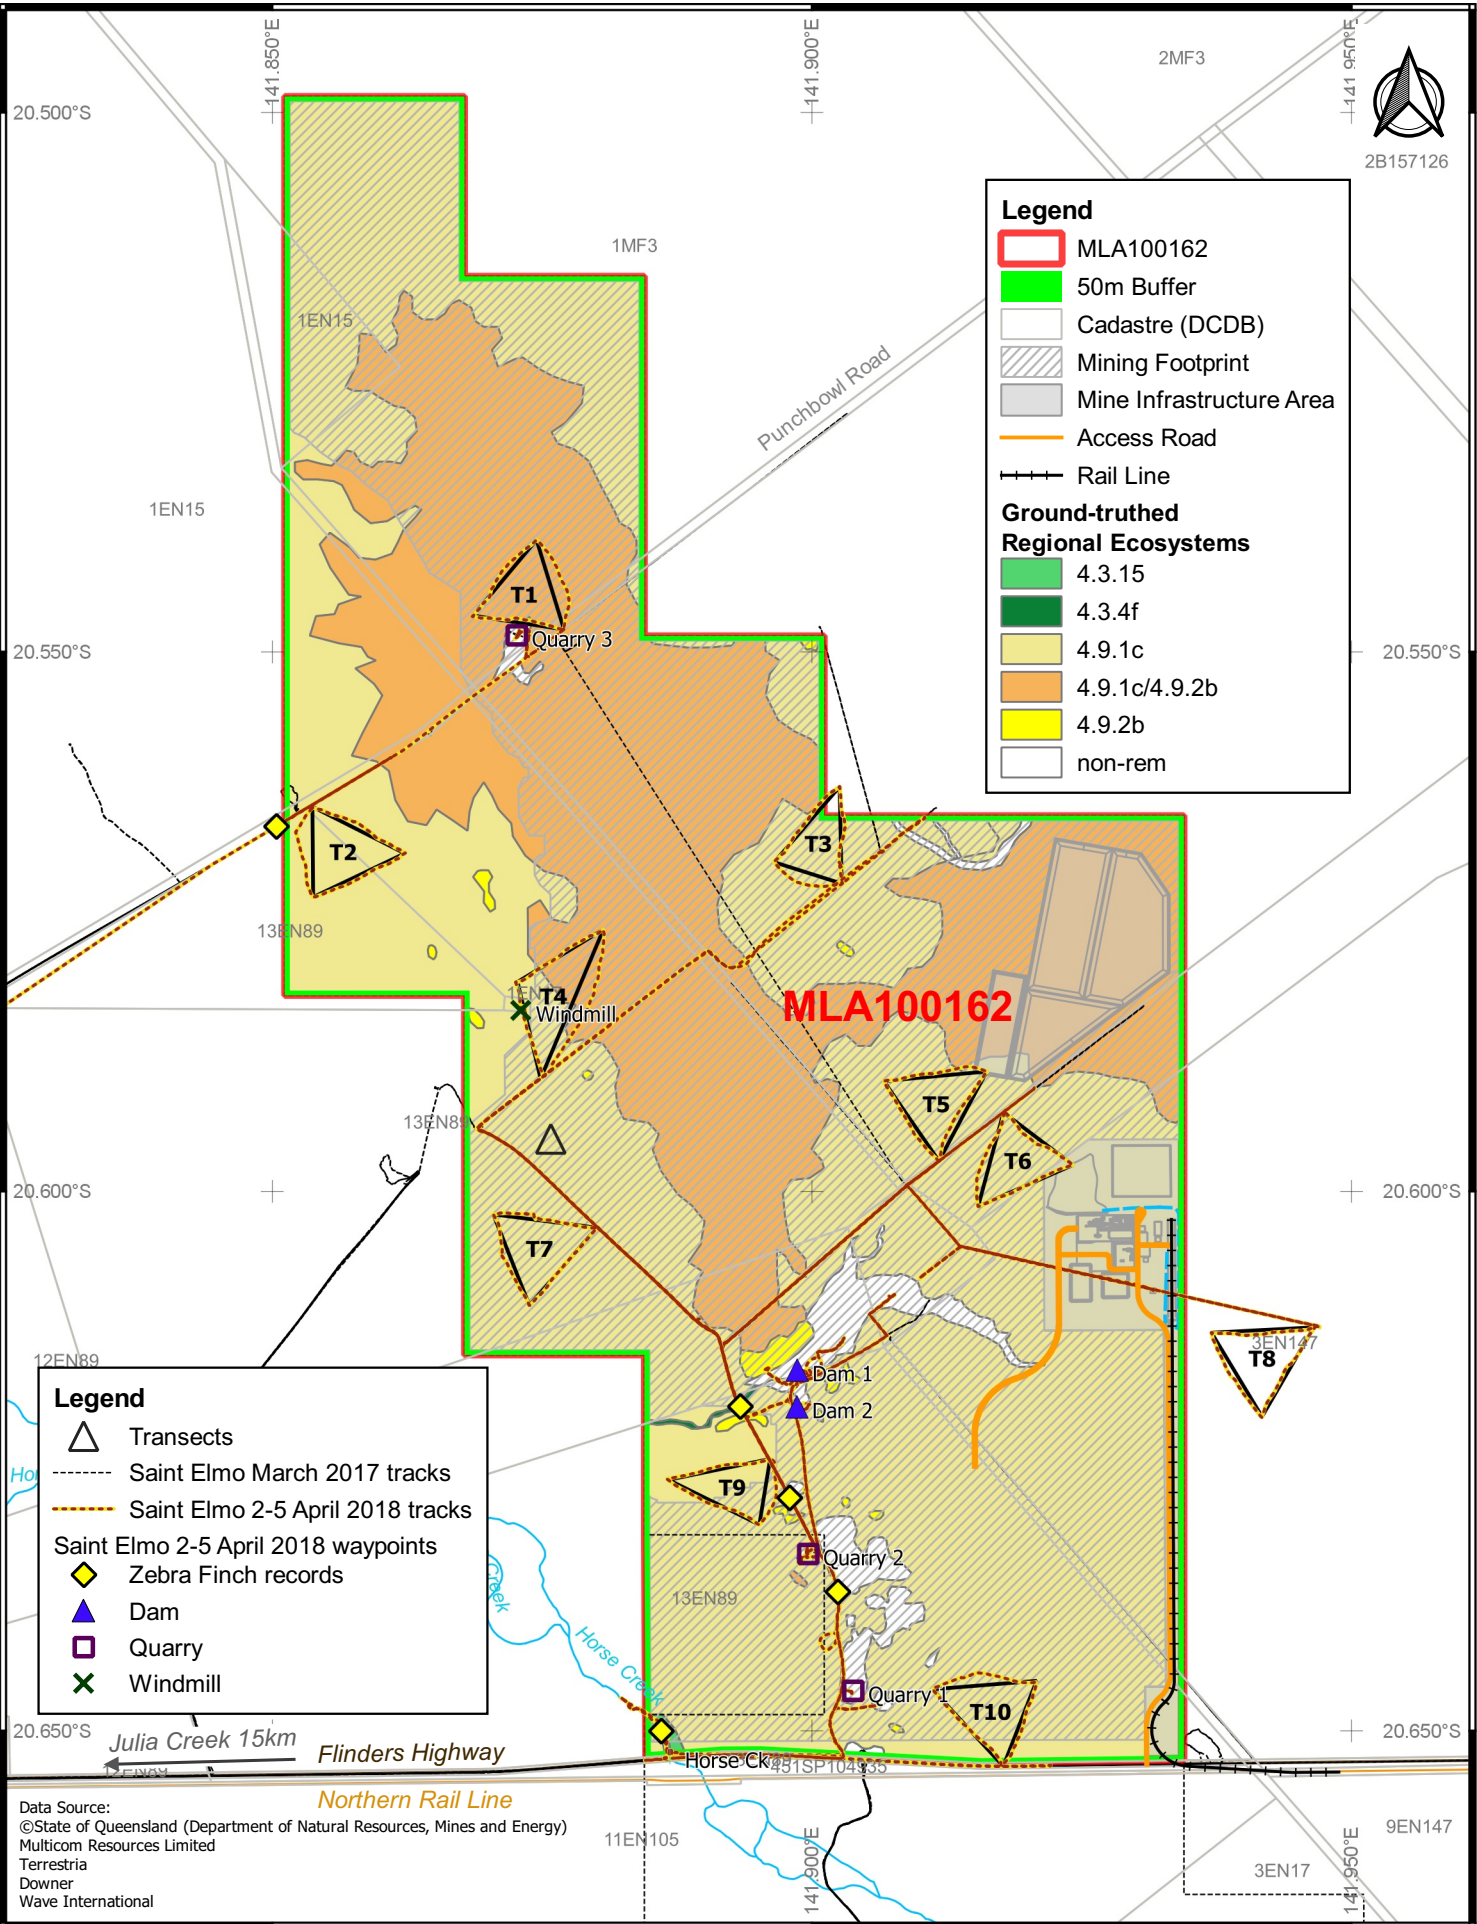 141.850°E
141.900°E
141.950°E
2MF3
20.500°S
2B157126
1MF3
Legend
MLA100162
50m Buffer
Cadastre (DCDB)
Mining Footprint
Mine Infrastructure Area
Access Road
Rail Line
Ground-truthed
Regional Ecosystems
4.3.15
4.3.4f
4.9.1c
4.9.1c/4.9.2b
4.9.2b
non-rem
1EN15
Punchbowl Road
1EN15
T1
Quarry 3
20.550°S
20.550°S
T2
T3
13EN89
T4
Windmill
MLA100162
T5
13EN89
T6
20.600°S
20.600°S
T7
3EN147
T8
12EN89
Dam 1
Dam 2
Legend
Transects
Saint Elmo March 2017 tracks
Saint Elmo 2-5 April 2018 tracks
Saint Elmo 2-5 April 2018 waypoints
Zebra Finch records
Dam
Quarry
Windmill
T9
Quarry 2
13EN89
Creek
Horse Creek
Quarry 1
T10
20.650°S
20.650°S
Julia Creek 15km
Flinders Highway
Horse Ck
451SP104935
Northern Rail Line
Data Source:
©State of Queensland (Department of Natural Resources, Mines and Energy)
Multicom Resources Limited
Terrestria
Downer
Wave International
11EN105
141.900°E
141.950°E
9EN147
3EN17